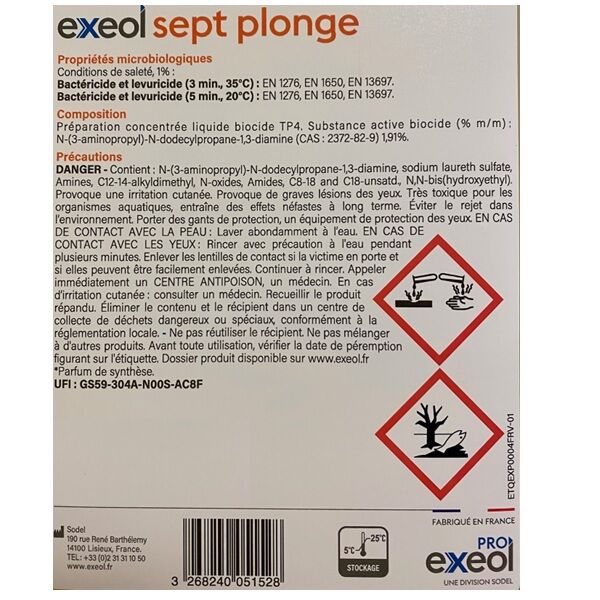 exeol sept plonge
Propriétés microbiologiques
Conditions de saleté, 1% :
Bactéricide et levuricide (3 min., 35°C) : EN 1276, EN 1650, EN 13697.
Bactéricide et levuricide (5 min., 20°C) : EN 1276, EN 1650, EN 13697.
Composition
Préparation concentrée liquide biocide TP4. Substance active biocide (% m/m) :
N-(3-aminopropyl)-N-dodecylpropane-1,3-diamine (CAS : 2372-82-9) 1,91%.
Précautions
DANGER - Contient : N-(3-aminopropyl)-N-dodecylpropane-1,3-diamine, sodium laureth sulfate,
Amines, C12-14-alkyldimethyl, N-oxides, Amides, C8-18 and C18-unsatd., N,N-bis(hydroxyethyl).
Provoque une irritation cutanée. Provoque de graves lésions des yeux. Très toxique pour les
organismes aquatiques, entraîne des effets néfastes à long terme. Éviter le rejet dans
l'environnement. Porter des gants de protection, un équipement de protection des yeux. EN CAS
DE CONTACT AVEC LA PEAU : Laver abondamment à l'eau. EN CAS DE
CONTACT AVEC LES YEUX : Rincer avec précaution à l'eau pendant
plusieurs minutes. Enlever les lentilles de contact si la victime en porte et
si elles peuvent être facilement enlevées. Continuer à rincer. Appeler
immédiatement un CENTRE ANTIPOISON, un médecin. En cas
d'irritation cutanée : consulter un médecin. Recueillir le produit
répandu. Éliminer le contenu et le récipient dans un centre de
collecte de déchets dangereux ou spéciaux, conformément à la
réglementation locale. - Ne pas réutiliser le récipient. Ne pas mélanger
à d'autres produits. Avant toute utilisation, vérifier la date de péremption
figurant sur l'étiquette. Dossier produit disponible sur www.exeol.fr
*Parfum de synthèse.
UFI : GS59-304A-N00S-AC8F
ETQEXP0004FRV-01
FABRIQUÉ EN FRANCE
Sodel
190 rue René Barthélemy
14100 Lisieux, France.
Tel. +33 (0)2 31 31 10 50
www.exeol.fr
3 268240 051528
5°C
25°C
STOCKAGE
PRO
exeol
UNE DIVISION SODEL